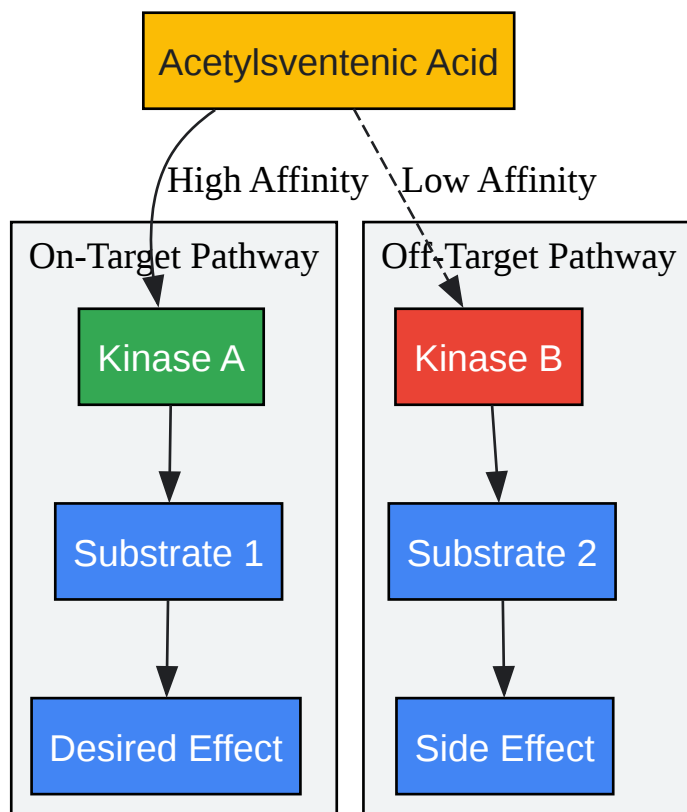 Acetylsventenic Acid
High Affinity
Low Affinity
On-Target Pathway
Off-Target Pathway
Kinase A
Kinase B
Substrate 1
Substrate 2
Desired Effect
Side Effect